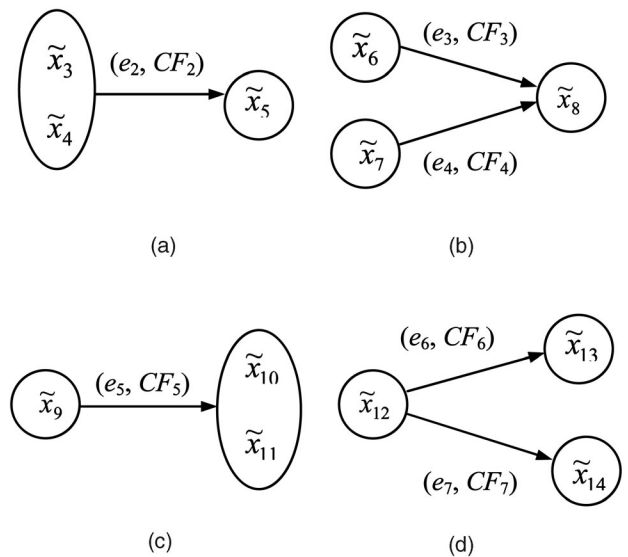 x̃₃
x̃₄
(e₂, CF₂)
x̃₅
(a)
x̃₆
x̃₇
(e₃, CF₃)
(e₄, CF₄)
x̃₈
(b)
x̃₉
(e₅, CF₅)
x̃₁₀
x̃₁₁
(c)
x̃₁₂
(e₆, CF₆)
(e₇, CF₇)
x̃₁₃
x̃₁₄
(d)